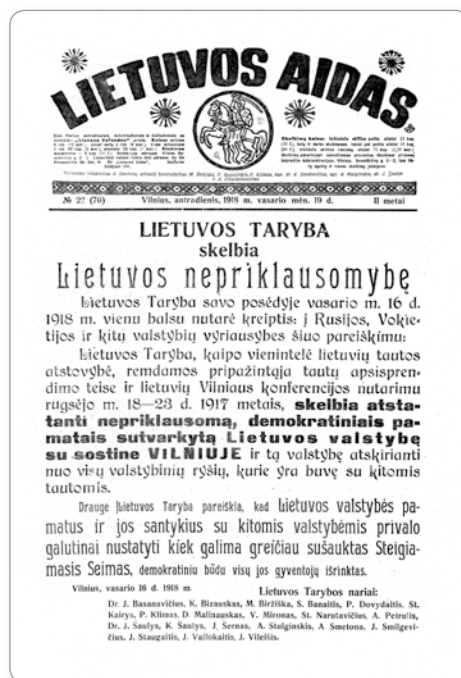 LIETUVOS AIDAS
№ 22 (70) Vilnius, antradienis, 1918 m. vasario mėn. 19 d. II metai
LIETUVOS TARYBA
skelbia
Lietuvos nepriklausomybę
Lietuvos Taryba savo posėdyje vasario m. 16 d.
1918 m. vienu balsu nutarė kreiptis: į Rusijos, Vokie-
tijos ir kitų valstybių vyriausybes šiuo pareiškimu:
Lietuvos Taryba, kaipo vienintelė lietuvių tautos
atstovybė, remdamos pripažintąja tautų apsispren-
dimo teise ir lietuvių Vilniaus konferencijos nutarimu
rugsėjo m. 18—23 d. 1917 metais, skelbia atsta-
tanti nepriklausomą, demokratiniais pa-
matais sutvarkytą Lietuvos valstybę
su sostine VILNIUJE ir tą valstybę atskirianti
nuo visų valstybinių ryšių, kurie yra buvę su kitomis
tautomis.
Drauge Lietuvos Taryba pareiškia, kad Lietuvos valstybės pa-
matus ir jos santykius su kitomis valstybėmis privalo
galutinai nustatyti kiek galima greičiau sušauktas Steigia-
masis Seimas, demokratiniu būdu visų jos gyventojų išrinktas.
Vilnius, vasario 16 d. 1918 m. Lietuvos Tarybos nariai:
Dr. J. Basanavičius, K. Bizauskas, M. Biržiška, S. Banaitis, P. Dovydaitis, St.
Kairys, P. Klimas, D. Malinauskas, V. Mironas, St. Narutavičius, A. Petrulis,
Dr. J. Šaulys, K. Šaulys, J. Šernas, A. Stulginskis, A. Smetona, J. Smilgevi-
čius, J. Staugaitis, J. Vailokaitis, J. Vileišis.